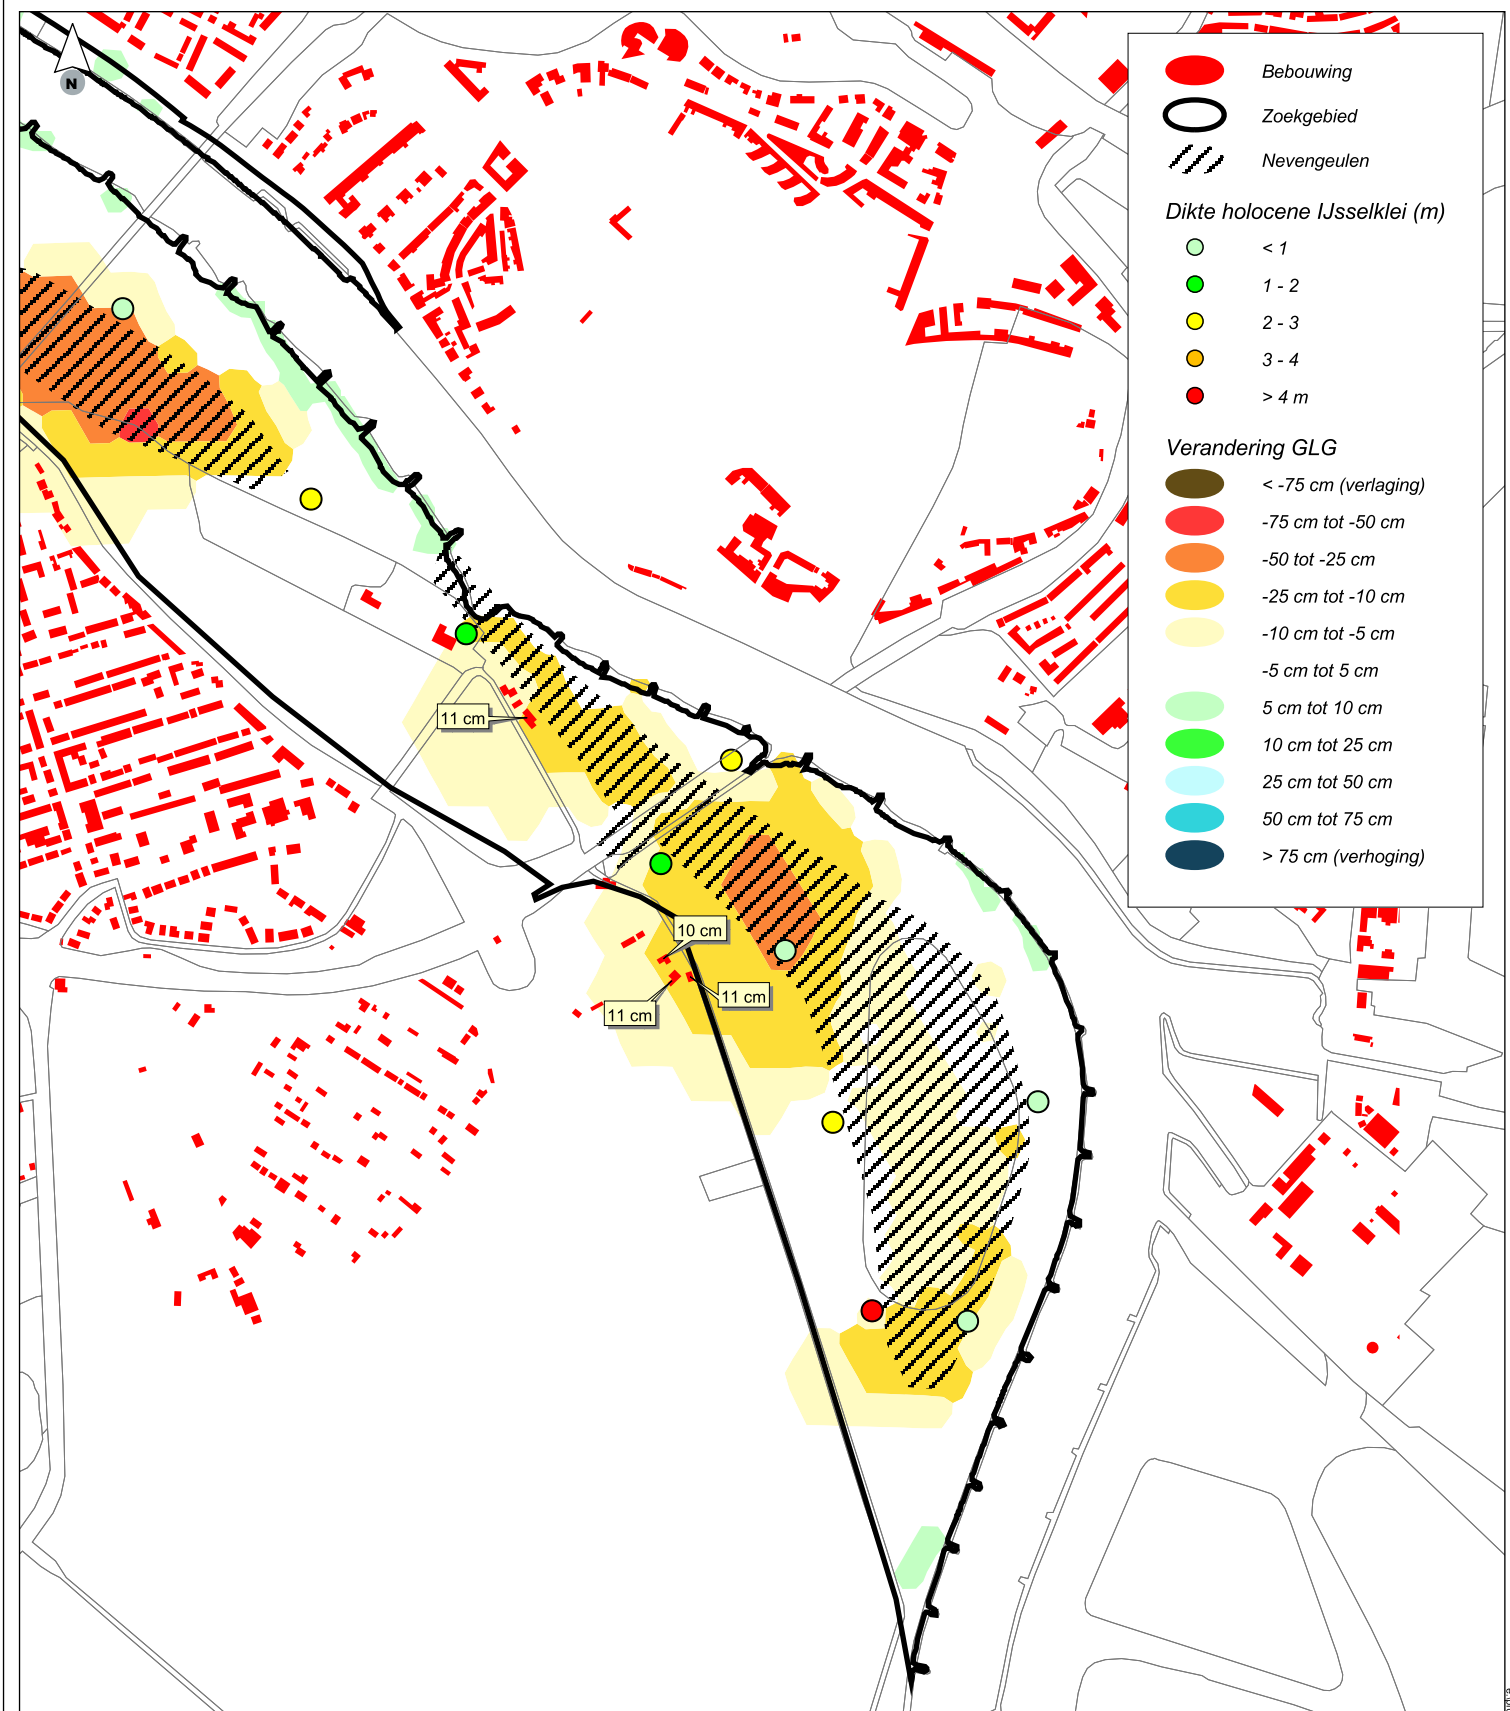 N
Bebouwing
Zoekgebied
Nevengeulen
Dikte holocene IJsselklei (m)
< 1
1 - 2
2 - 3
3 - 4
> 4 m
Verandering GLG
< -75 cm (verlaging)
-75 cm tot -50 cm
-50 tot -25 cm
-25 cm tot -10 cm
-10 cm tot -5 cm
-5 cm tot 5 cm
5 cm tot 10 cm
10 cm tot 25 cm
25 cm tot 50 cm
50 cm tot 75 cm
> 75 cm (verhoging)
11 cm
10 cm
11 cm
11 cm